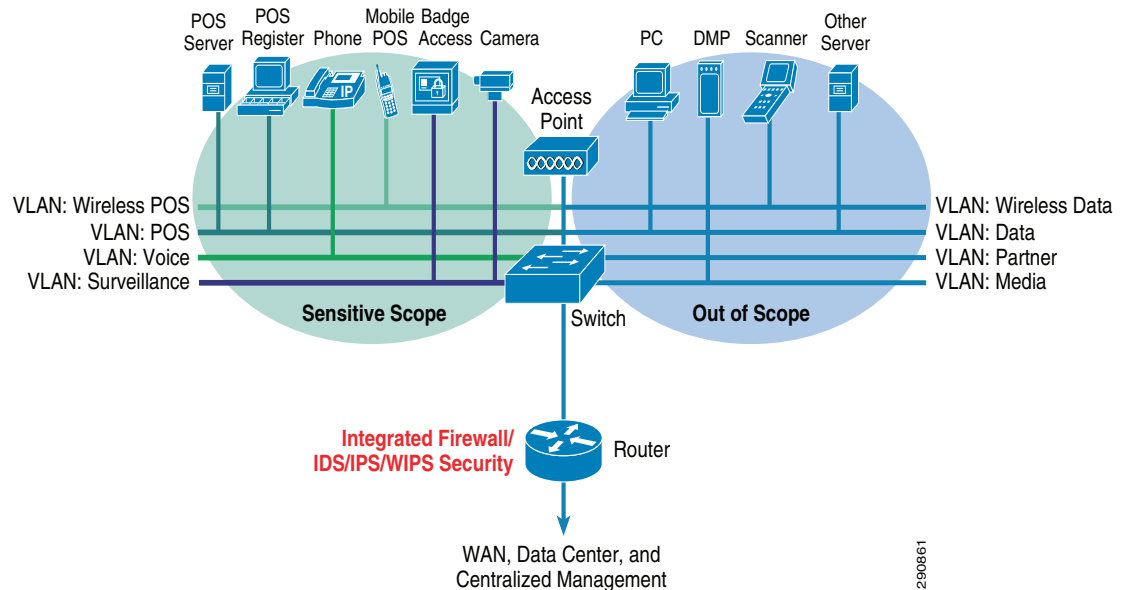 POS
Server
POS
Register
Phone
Mobile
POS
Badge
Access
Camera
PC
DMP
Scanner
Other
Server
IP
Access
Point
VLAN: Wireless POS
VLAN: POS
VLAN: Voice
VLAN: Surveillance
VLAN: Wireless Data
VLAN: Data
VLAN: Partner
VLAN: Media
Sensitive Scope
Switch
Out of Scope
Integrated Firewall/
IDS/IPS/WIPS Security
Router
WAN, Data Center, and
Centralized Management
290861